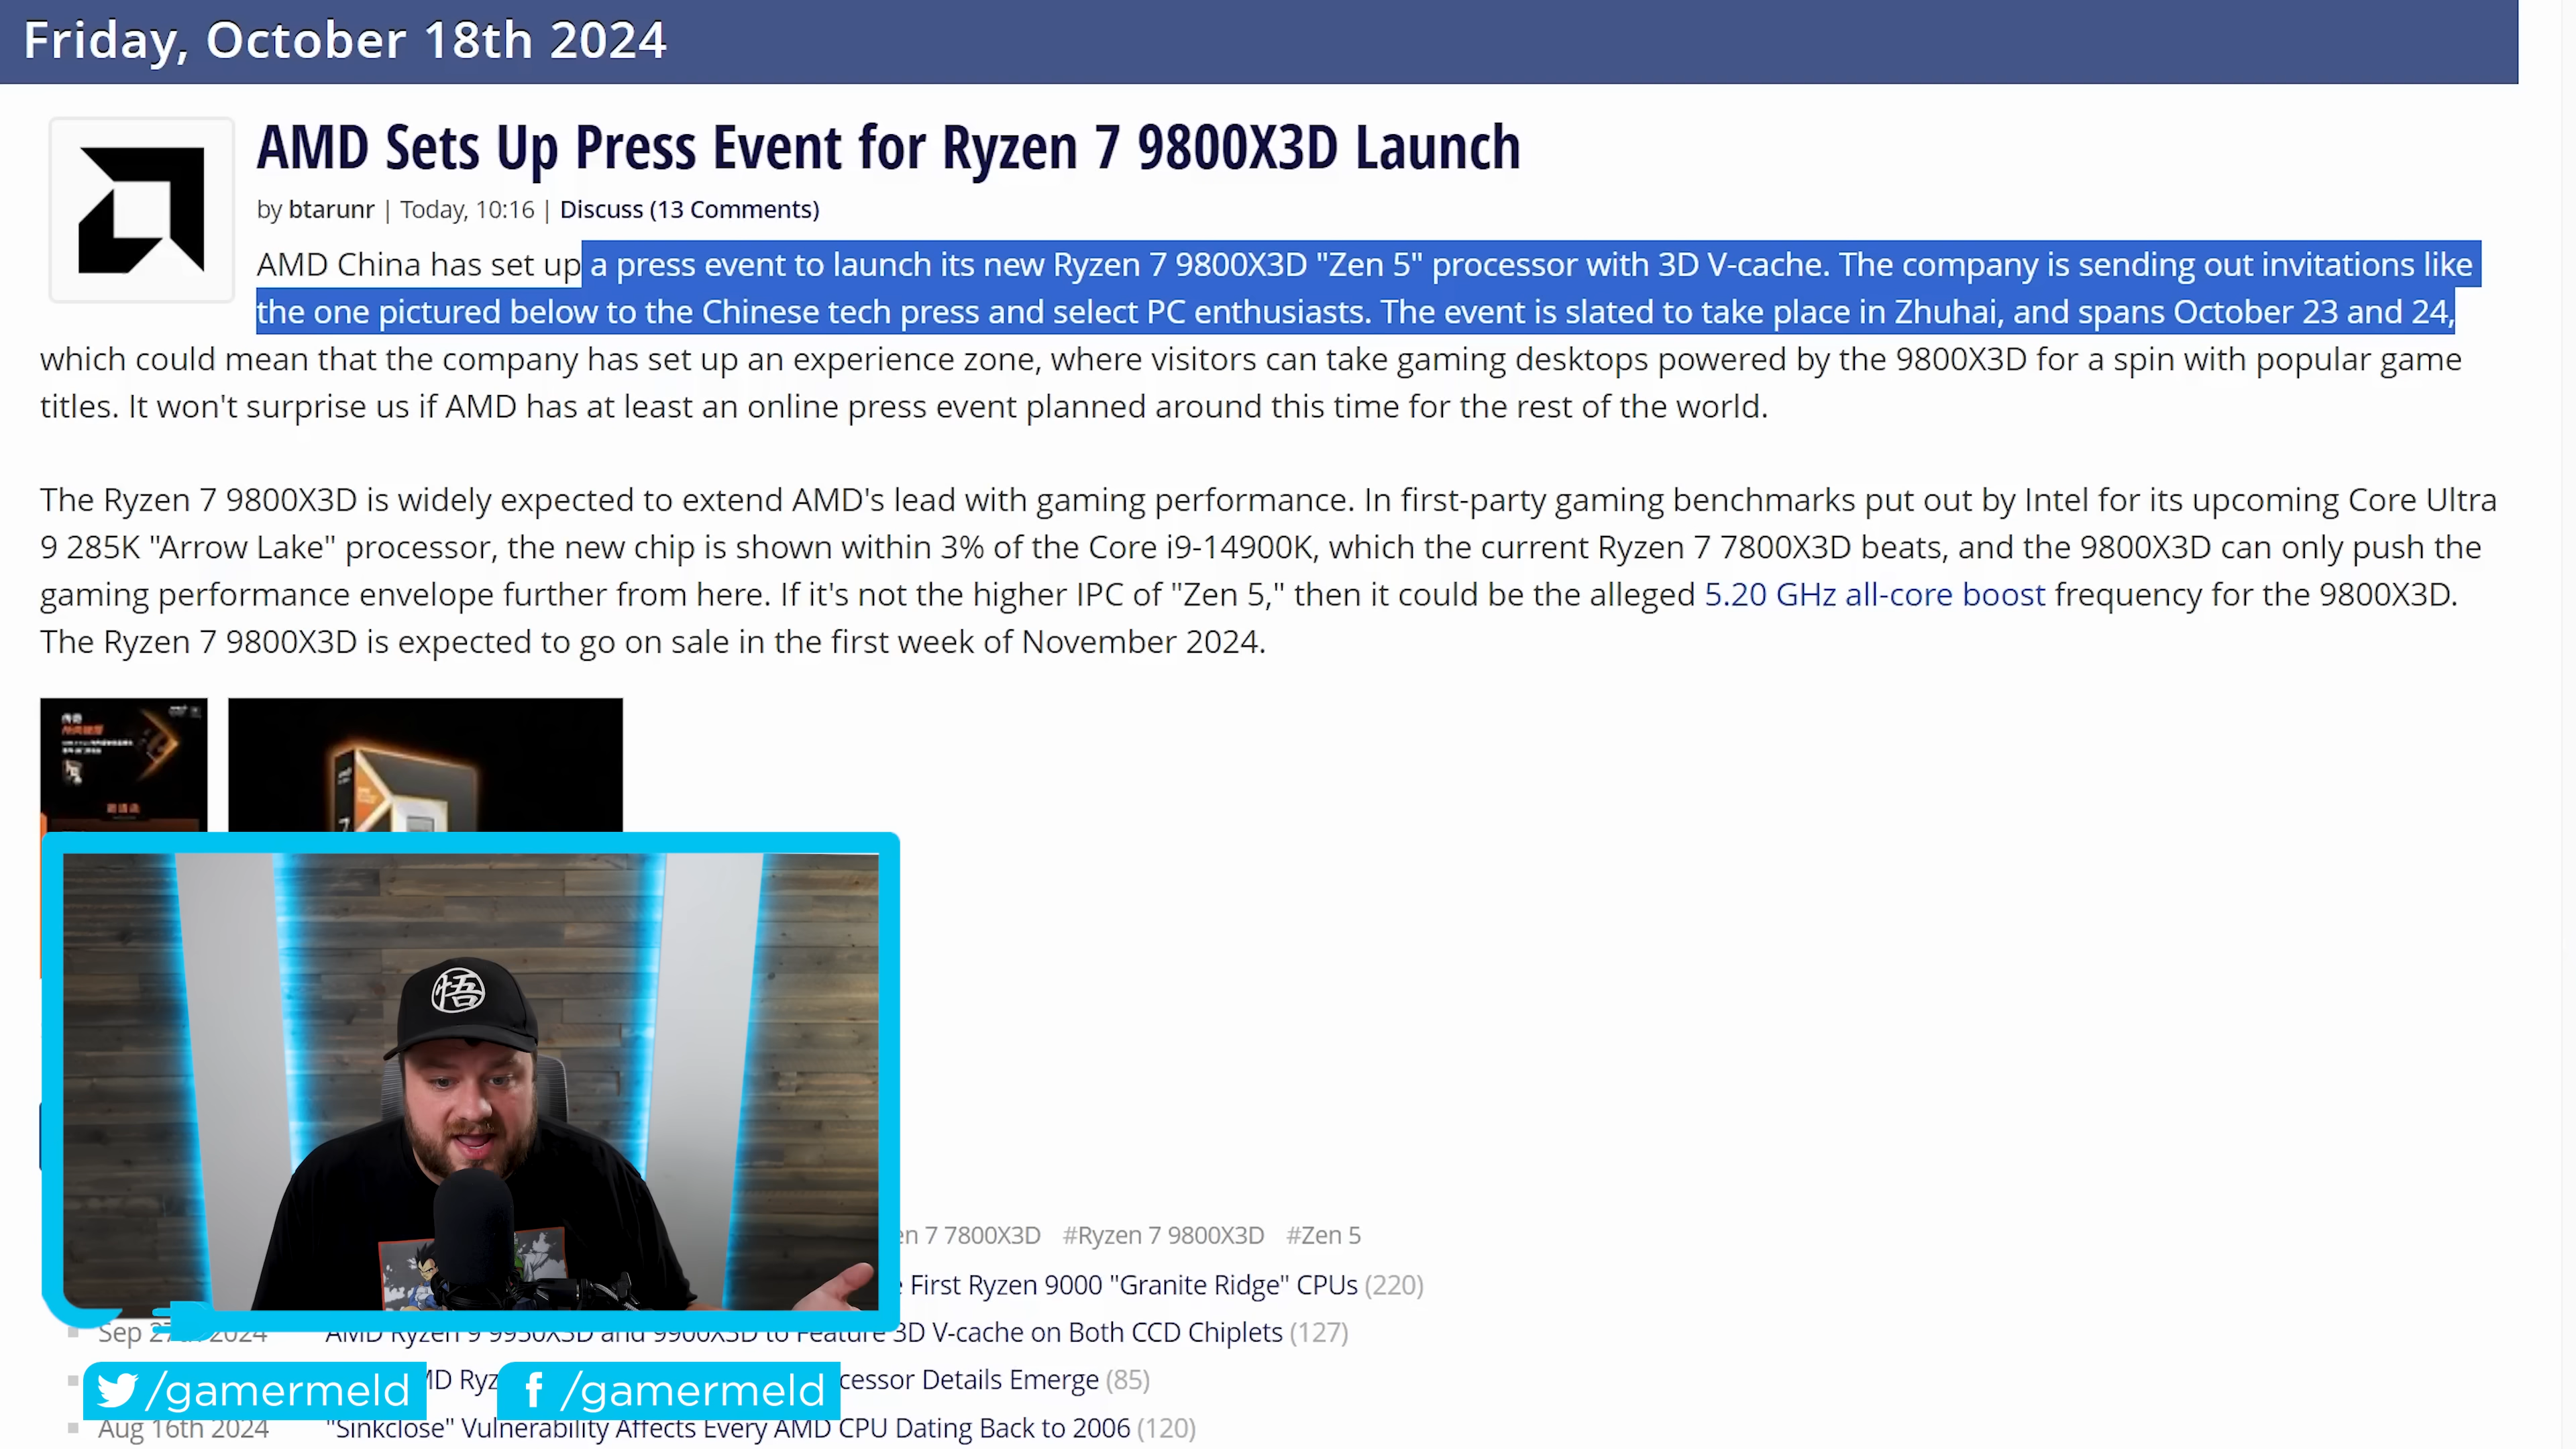 Friday, October 18th 2024
AMD Sets Up Press Event for Ryzen 7 9800X3D Launch
by btarunr | Today, 10:16 | Discuss (13 Comments)
AMD China has set up a press event to launch its new Ryzen 7 9800X3D "Zen 5" processor with 3D V-cache. The company is sending out invitations like
the one pictured below to the Chinese tech press and select PC enthusiasts. The event is slated to take place in Zhuhai, and spans October 23 and 24,
which could mean that the company has set up an experience zone, where visitors can take gaming desktops powered by the 9800X3D for a spin with popular game
titles. It won't surprise us if AMD has at least an online press event planned around this time for the rest of the world.
The Ryzen 7 9800X3D is widely expected to extend AMD's lead with gaming performance. In first-party gaming benchmarks put out by Intel for its upcoming Core Ultra
9 285K "Arrow Lake" processor, the new chip is shown within 3% of the Core i9-14900K, which the current Ryzen 7 7800X3D beats, and the 9800X3D can only push the
gaming performance envelope further from here. If it's not the higher IPC of "Zen 5," then it could be the alleged 5.20 GHz all-core boost frequency for the 9800X3D.
The Ryzen 7 9800X3D is expected to go on sale in the first week of November 2024.
邀请函
7
悟
7 7800X3D #Ryzen 7 9800X3D #Zen 5
First Ryzen 9000 "Granite Ridge" CPUs (220)
Sep 27th 2024 AMD Ryzen 9 9950X3D and 9900X3D to Feature 3D V-cache on Both CCD Chiplets (127)
Details Emerge (85)
/gamermeld /gamermeld
Aug 16th 2024 "Sinkclose" Vulnerability Affects Every AMD CPU Dating Back to 2006 (120)